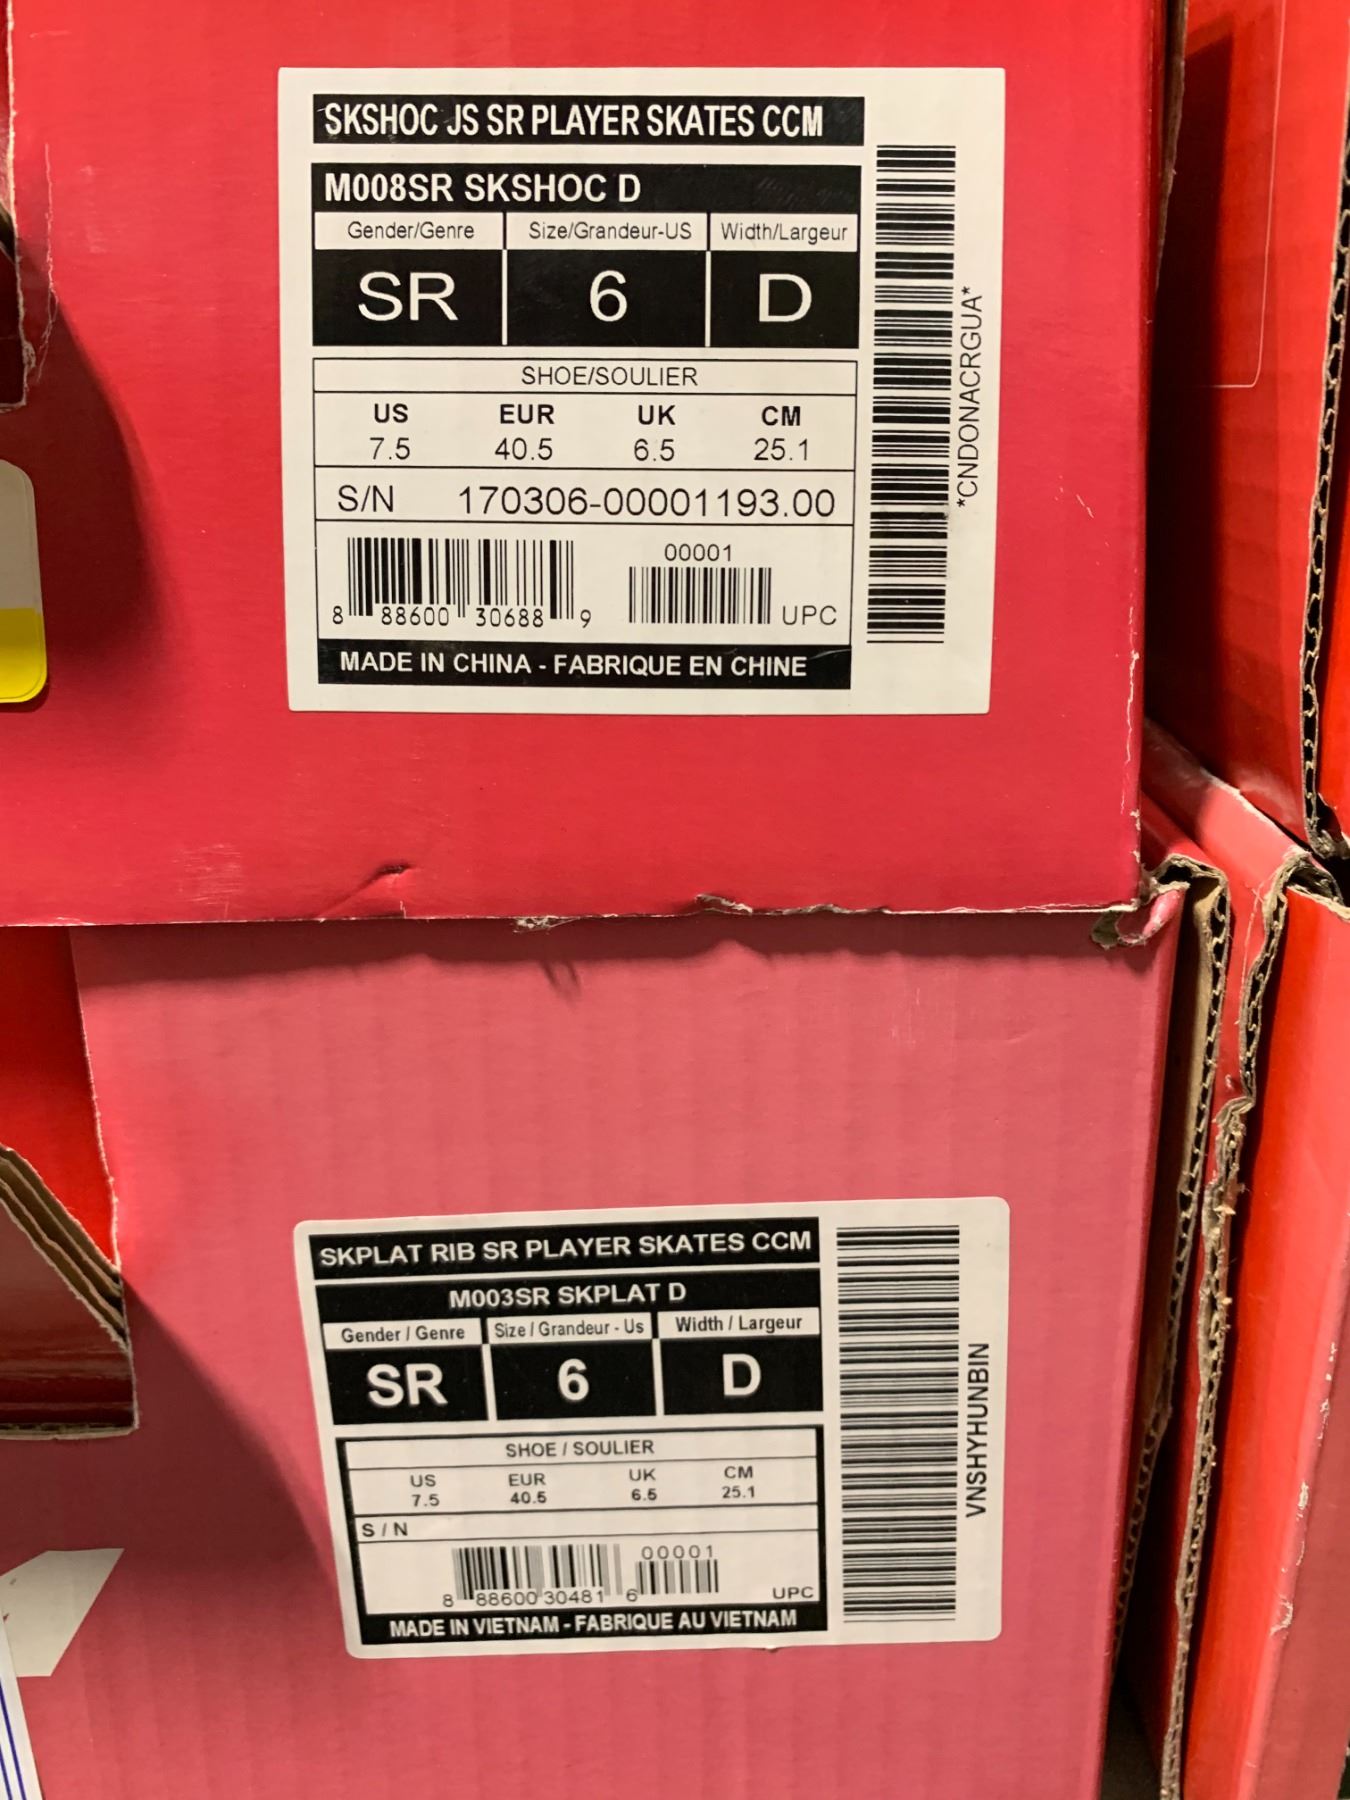 SKSHOC JS SR PLAYER SKATES CCM
M008SR SKSHOC D
Gender/Genre Size/Grandeur-US Width/Largeur
SR 6 D
SHOE/SOULIER
US EUR UK CM
7.5 40.5 6.5 25.1
S/N 170306-00001193.00
00001
8 88600 30688 9 UPC
MADE IN CHINA - FABRIQUE EN CHINE
*CNDONACRGUA*
SKPLAT RIB SR PLAYER SKATES CCM
M003SR SKPLAT D
Gender / Genre Size / Grandeur - Us Width / Largeur
SR 6 D
SHOE / SOULIER
US EUR UK CM
7.5 40.5 6.5 25.1
S / N
00001
8 88600 30481 6 UPC
MADE IN VIETNAM - FABRIQUE AU VIETNAM
VNSHYHUNBIN